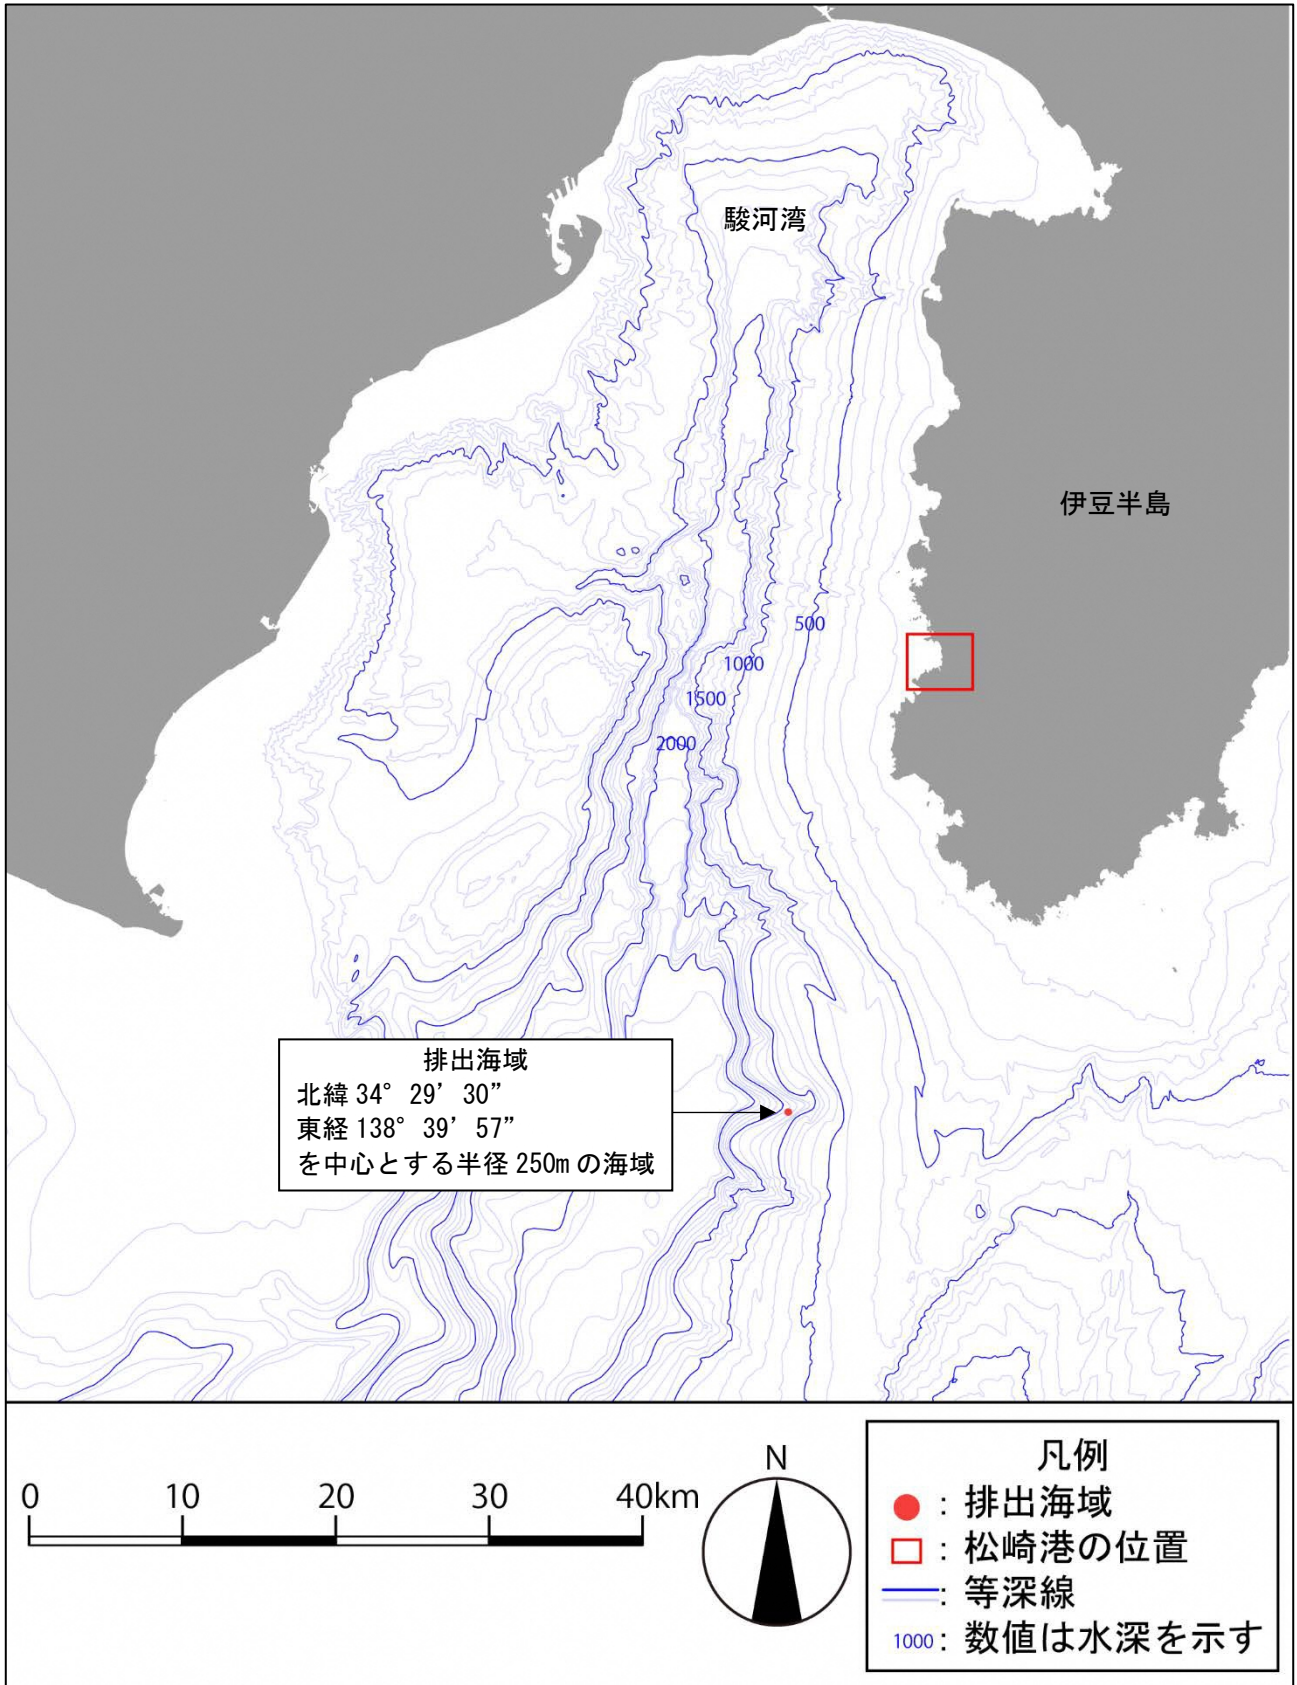 駿河湾
伊豆半島
500
1000
1500
2000
排出海域
北緯 34° 29’ 30”
東経 138° 39’ 57”
を中心とする半径 250m の海域
0 10 20 30 40km
N
凡例
：排出海域
：松崎港の位置
：等深線
1000：数値は水深を示す